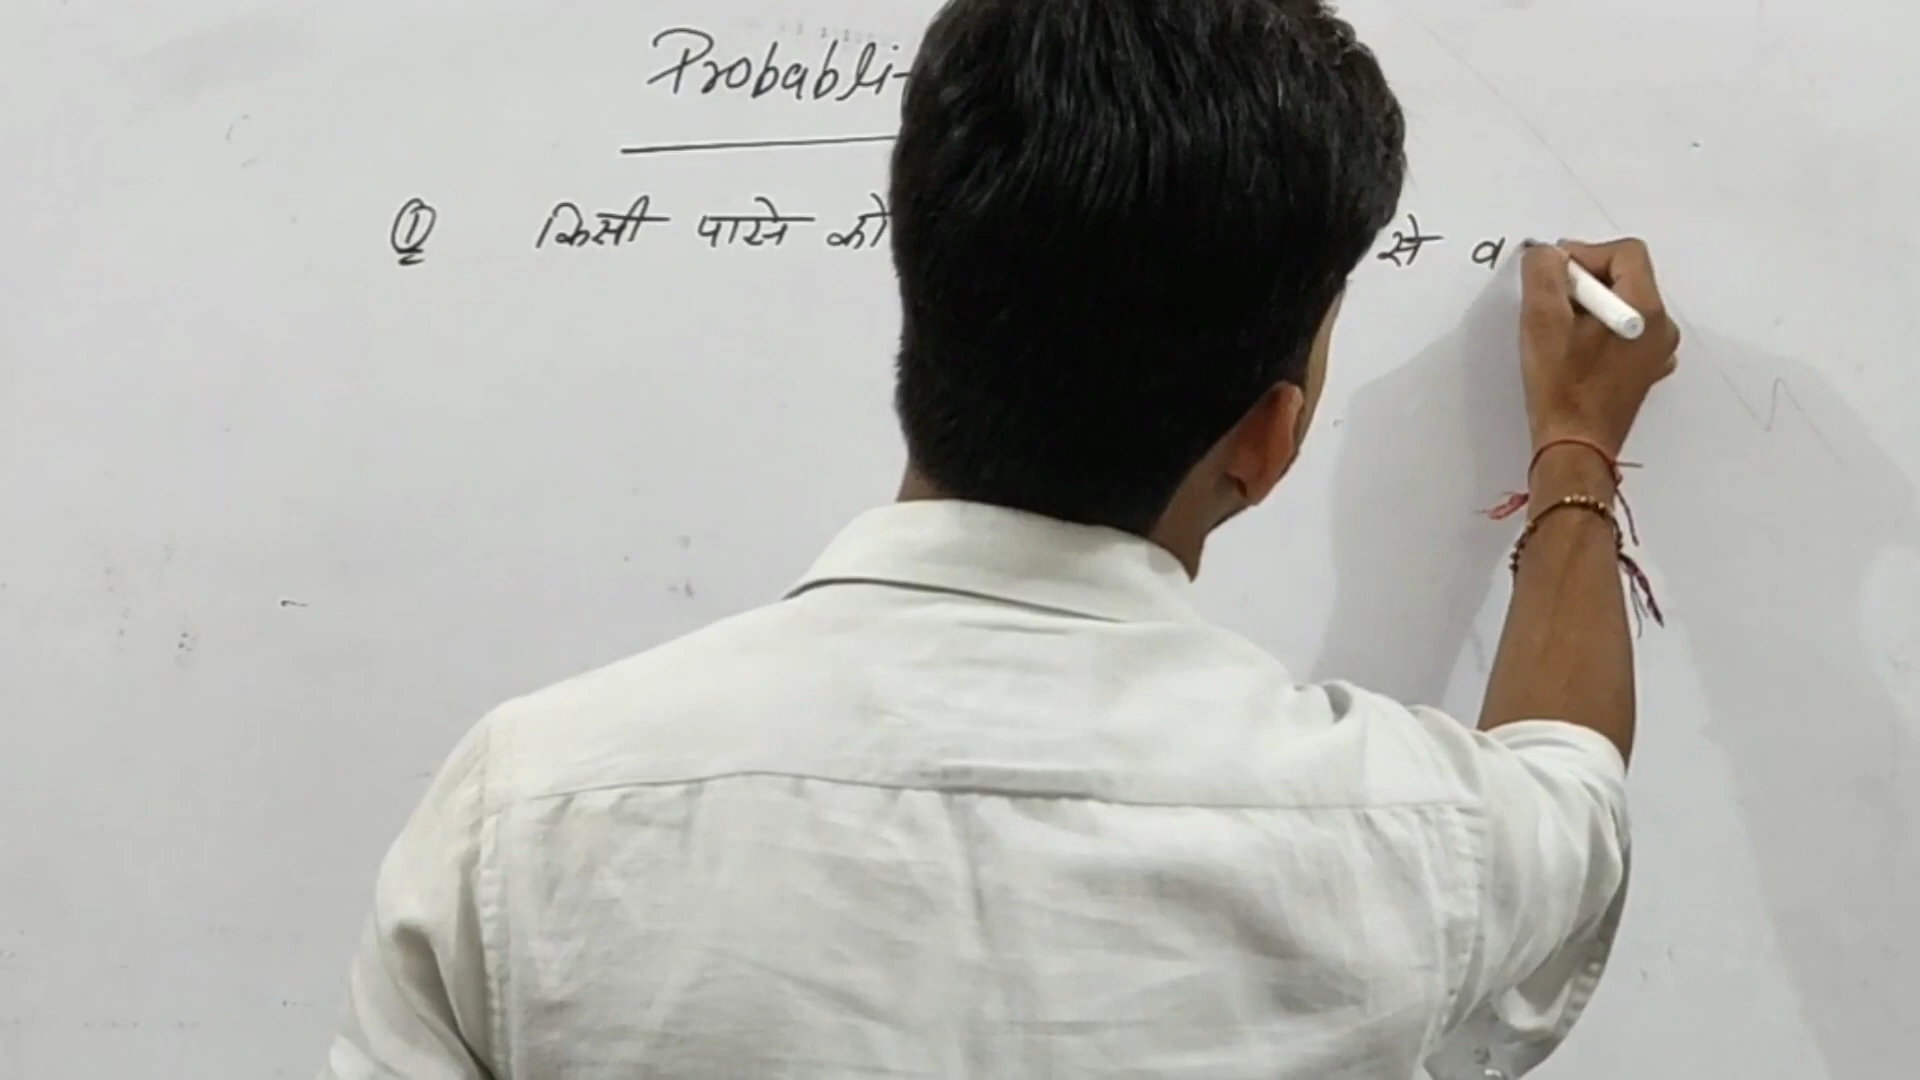 Probabli-
① किसी पासे को से व